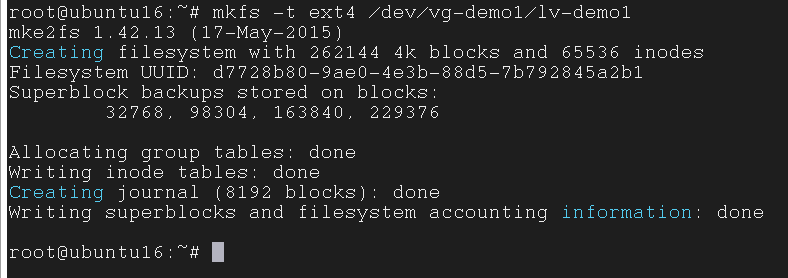 root@ubuntu16:~# mkfs -t ext4 /dev/vg-demo1/lv-demo1
mke2fs 1.42.13 (17-May-2015)
Creating filesystem with 262144 4k blocks and 65536 inodes
Filesystem UUID: d7728b80-9ae0-4e3b-88d5-7b792845a2b1
Superblock backups stored on blocks:
        32768, 98304, 163840, 229376
Allocating group tables: done
Writing inode tables: done
Creating journal (8192 blocks): done
Writing superblocks and filesystem accounting information: done
root@ubuntu16:~#